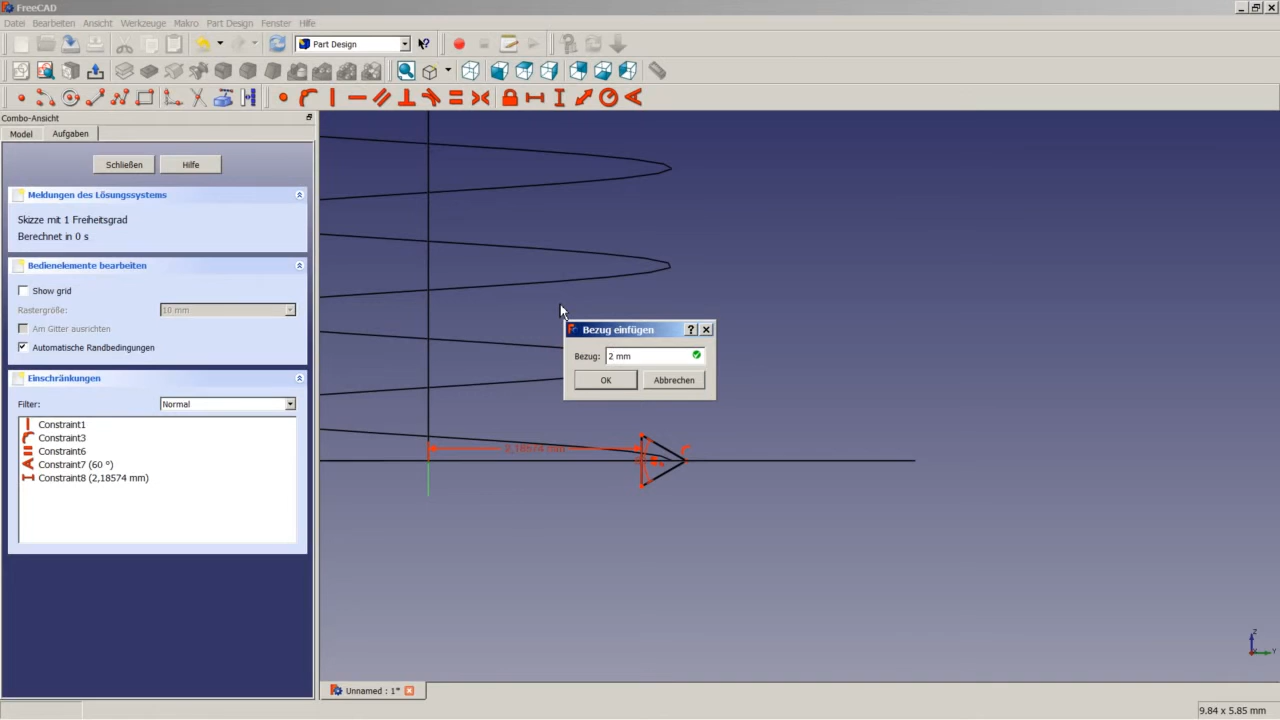 FreeCAD
Datei Bearbeiten Ansicht Werkzeuge Makro Part Design Fenster Hilfe
Part Design
Combo-Ansicht
Model Aufgaben
Schließen Hilfe
Meldungen des Lösungssystems
Skizze mit 1 Freiheitsgrad
Berechnet in 0 s
Bedienelemente bearbeiten
Show grid
Rastergröße: 10 mm
Am Gitter ausrichten
Automatische Randbedingungen
Einschränkungen
Filter: Normal
Constraint1
Constraint3
Constraint6
Constraint7 (60 °)
Constraint8 (2,18574 mm)
Bezug einfügen
Bezug: 2 mm
OK Abbrechen
2,18574 mm
Z
Y
Unnamed : 1*
9.84 x 5.85 mm